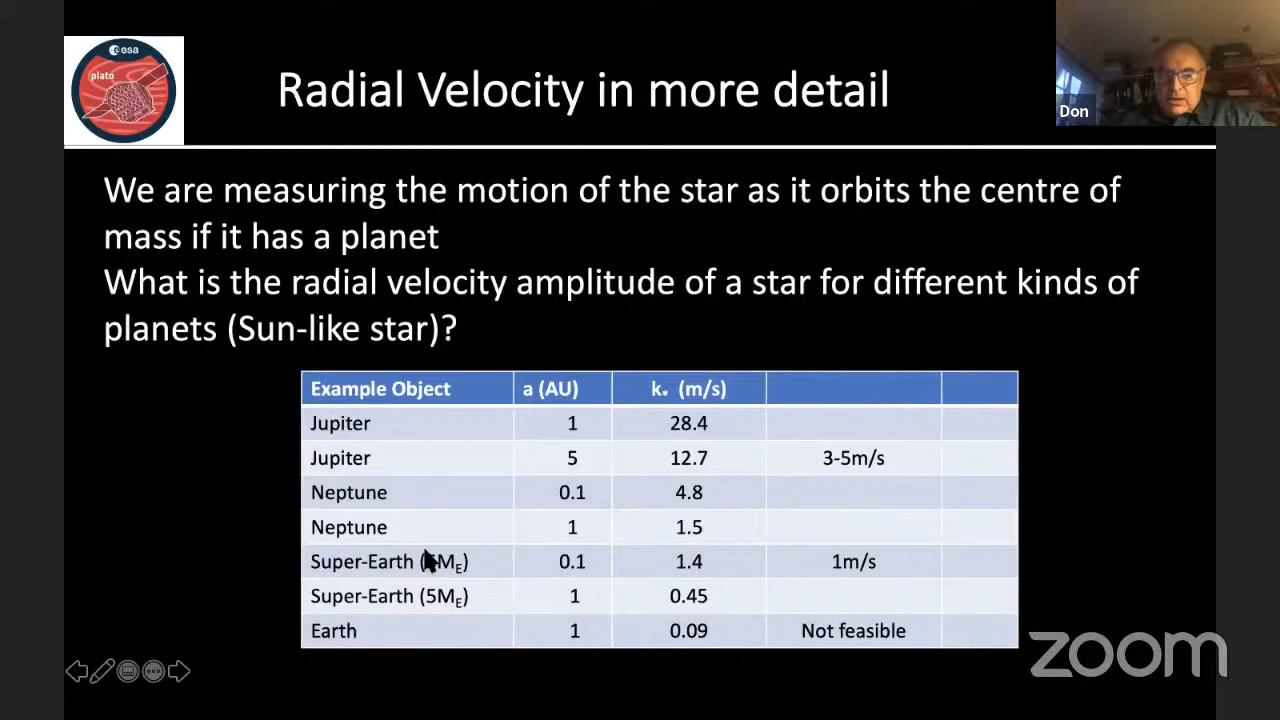 esa
plato
Radial Velocity in more detail
Don
We are measuring the motion of the star as it orbits the centre of
mass if it has a planet
What is the radial velocity amplitude of a star for different kinds of
planets (Sun-like star)?
Example Object a (AU) k* (m/s)
Jupiter 1 28.4
Jupiter 5 12.7 3-5m/s
Neptune 0.1 4.8
Neptune 1 1.5
Super-Earth 0.1 1.4 1m/s
Super-Earth (5ME) 1 0.45
Earth 1 0.09 Not feasible
zoom